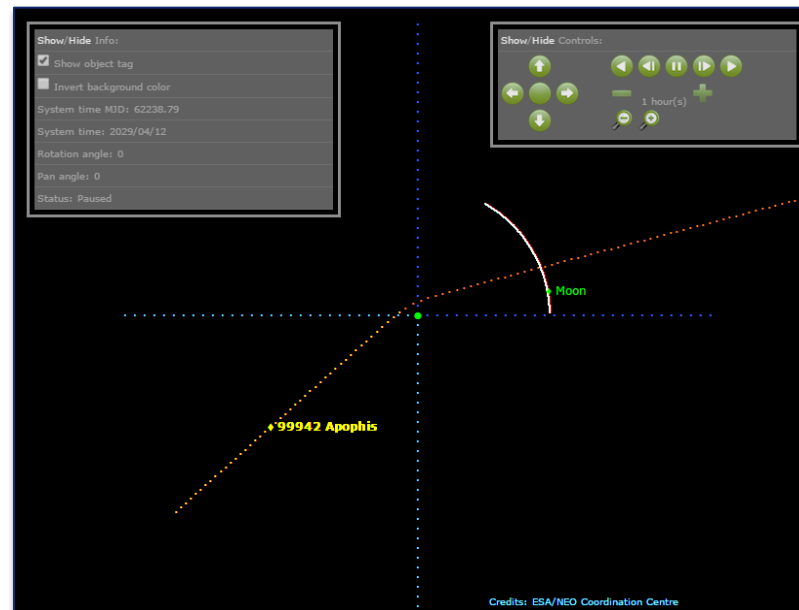 Show/Hide Info:
Show object tag
Invert background color
System time MJD: 62238.79
System time: 2029/04/12
Rotation angle: 0
Pan angle: 0
Status: Paused
Show/Hide Controls:
1 hour(s)
Moon
99942 Apophis
Credits: ESA/NEO Coordination Centre